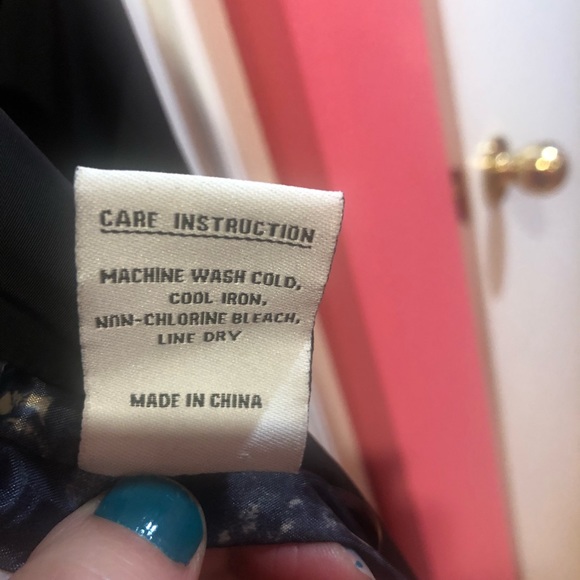 CARE INSTRUCTION
MACHINE WASH COLD,
COOL IRON,
NON-CHLORINE BLEACH,
LINE DRY
MADE IN CHINA